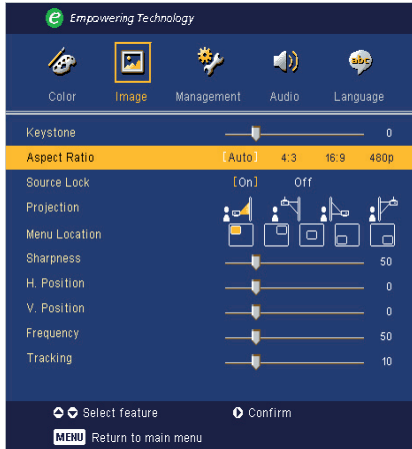 e Empowering Technology
abc
Color Image Management Audio Language
Keystone 0
Aspect Ratio [Auto] 4:3 16:9 480p
Source Lock [On] Off
Projection
Menu Location
Sharpness 50
H. Position 0
V. Position 0
Frequency 50
Tracking 10
Select feature Confirm
MENU Return to main menu